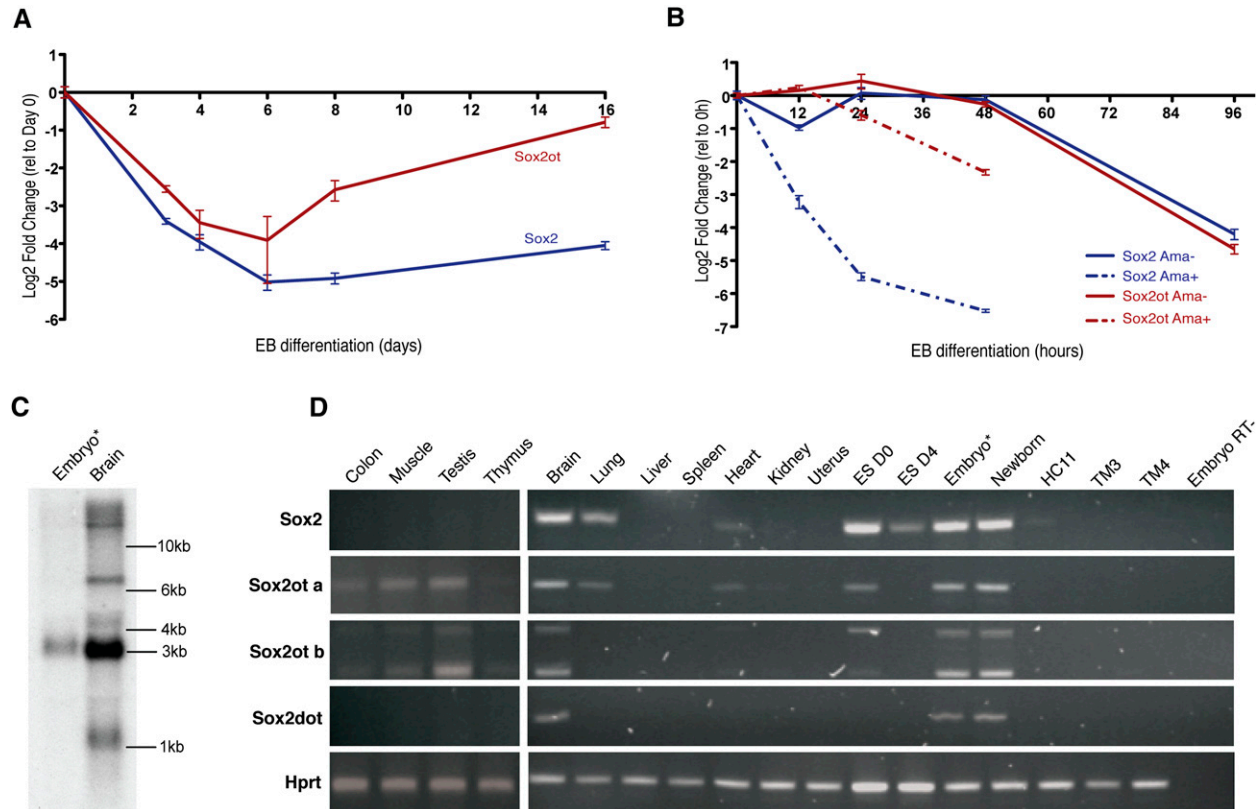 A
Log2 Fold Change (rel to Day 0)
1
0
-1
-2
-3
-4
-5
-6
2 4 6 8 10 12 14 16
Sox2ot
Sox2
EB differentiation (days)
B
Log2 Fold Change (rel to 0h)
1
0
-1
-2
-3
-4
-5
-6
-7
12 24 36 48 60 72 84 96
Sox2 Ama-
Sox2 Ama+
Sox2ot Ama-
Sox2ot Ama+
EB differentiation (hours)
C
Embryo*
Brain
10kb
6kb
4kb
3kb
1kb
D
Colon
Muscle
Testis
Thymus
Brain
Lung
Liver
Spleen
Heart
Kidney
Uterus
ES D0
ES D4
Embryo*
Newborn
HC11
TM3
TM4
Embryo RT-
Sox2
Sox2ot a
Sox2ot b
Sox2dot
Hprt